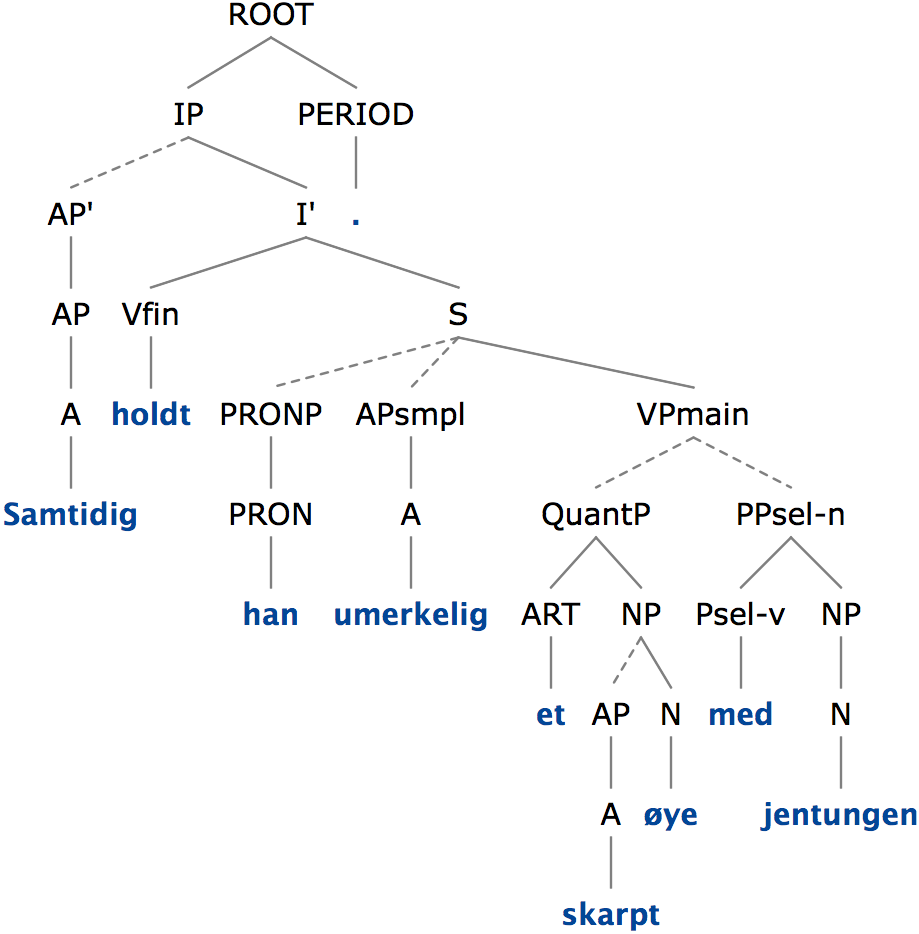 ROOT
IP PERIOD
AP' I' .
AP Vfin S
A holdt PRONP APsmpl VPmain
Samtidig PRON A QuantP PPsel-n
han umerkelig ART NP Psel-v NP
et AP N med N
A øye jentungen
skarpt